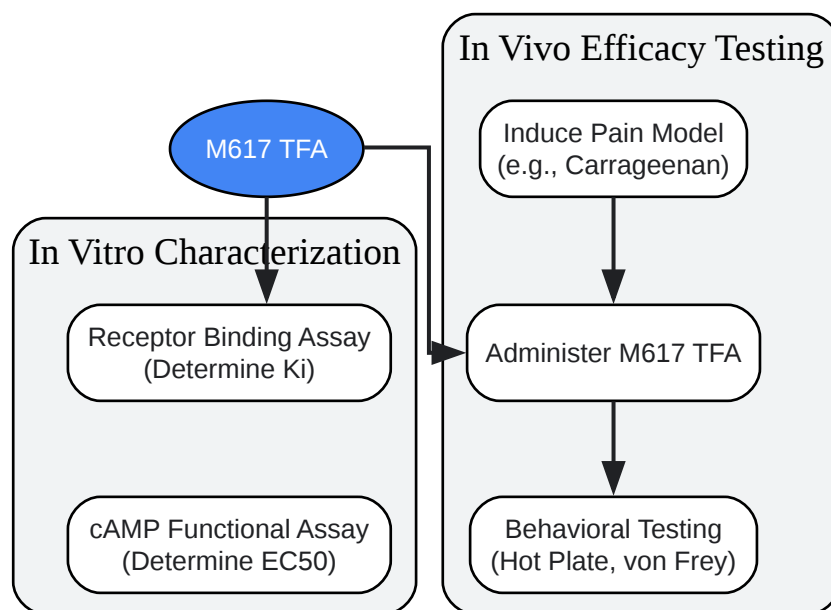 In Vivo Efficacy Testing
Induce Pain Model
(e.g., Carrageenan)
M617 TFA
In Vitro Characterization
Receptor Binding Assay
(Determine Ki)
Administer M617 TFA
cAMP Functional Assay
(Determine EC50)
Behavioral Testing
(Hot Plate, von Frey)